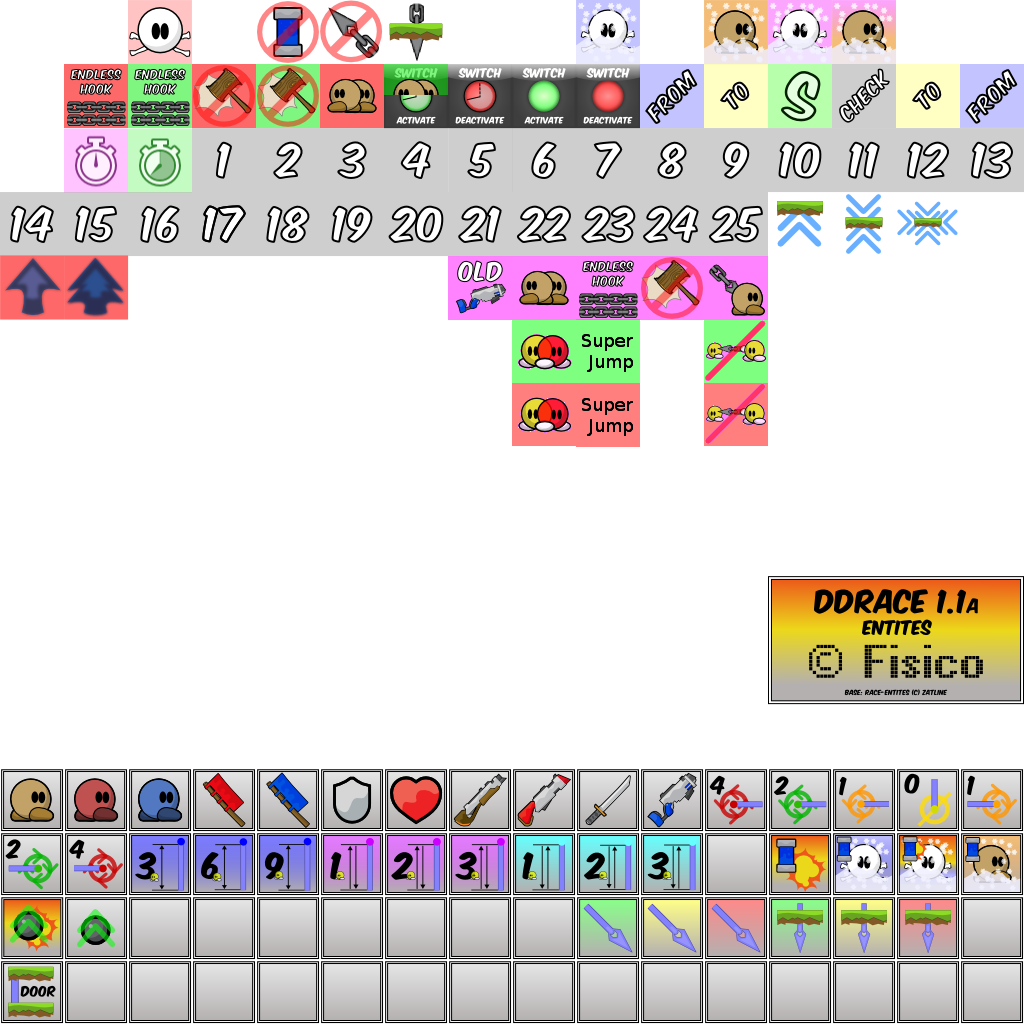 ENDLESS HOOK
ENDLESS HOOK
SWITCH ACTIVATE
SWITCH DEACTIVATE
SWITCH ACTIVATE
SWITCH DEACTIVATE
FROM
TO
S
CHECK
TO
FROM
1 2 3 4 5 6 7 8 9 10 11 12 13
14 15 16 17 18 19 20 21 22 23 24 25
OLD
ENDLESS HOOK
Super
Jump
Super
Jump
DDRACE 1.1A
ENTITES
© Fisico
BASE: RACE-ENTITES (C) ZATLINE
4 2 1 0 1
2 4 3 6 9 1 2 3 1 2 3
DOOR